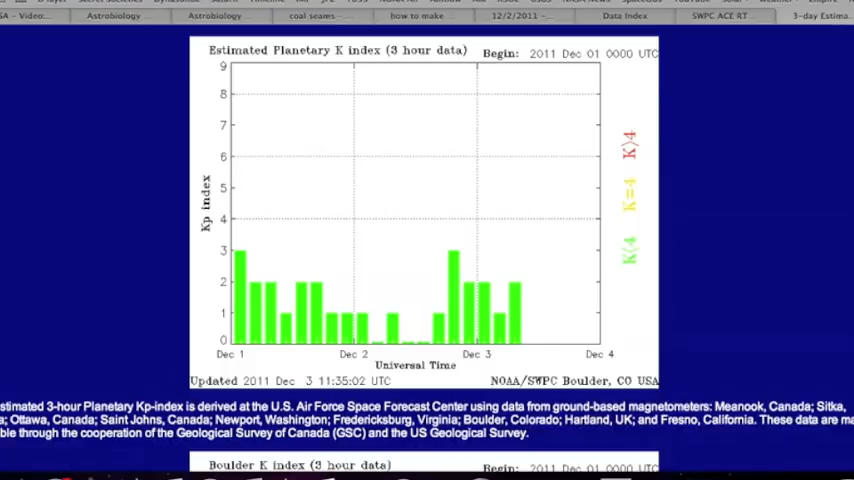 SA - Video:...
Astrobiology ...
Astrobiology ...
coal seams - ...
how to make ...
12/2/2011 - ...
Data Index
SWPC ACE RT ...
3-day Estima...
Estimated Planetary K index (3 hour data)
Begin: 2011 Dec 01 0000 UTC
9
8
7
6
5
4
3
2
1
0
Kp index
K>4
K=4
K<4
Dec 1
Dec 2
Dec 3
Dec 4
Universal Time
Updated 2011 Dec 3 11:35:02 UTC
NOAA/SWPC Boulder, CO USA
stimated 3-hour Planetary Kp-index is derived at the U.S. Air Force Space Forecast Center using data from ground-based magnetometers: Meanook, Canada; Sitka,
a; Ottawa, Canada; Saint Johns, Canada; Newport, Washington; Fredericksburg, Virginia; Boulder, Colorado; Hartland, UK; and Fresno, California. These data are ma
ble through the cooperation of the Geological Survey of Canada (GSC) and the US Geological Survey.
Boulder K index (3 hour data)
Begin: 2011 Dec 01 0000 UTC